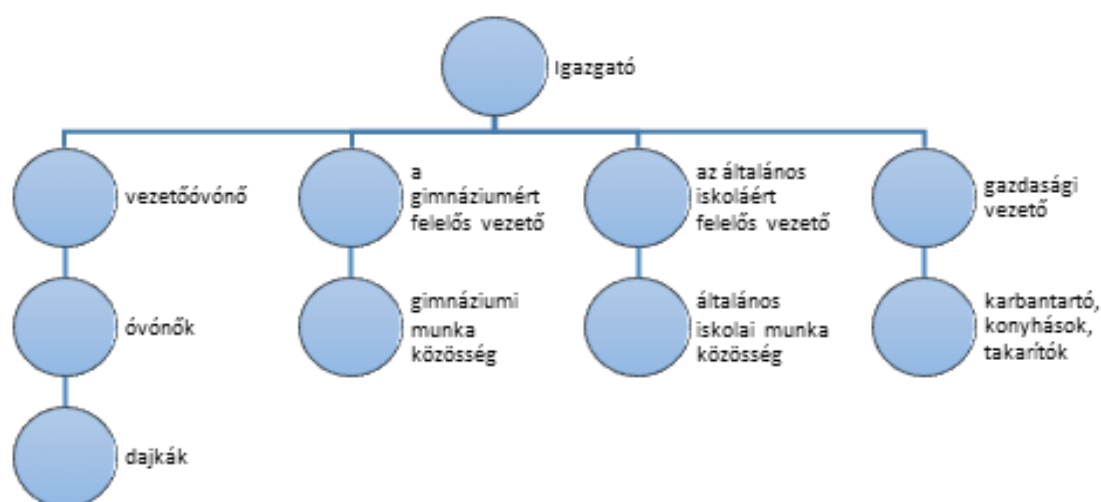 Igazgató
vezetőóvónő
a
gimnáziumért
felelős vezető
az általános
iskoláért
felelős vezető
gazdasági
vezető
óvónők
gimnáziumi
munka
közösség
általános
iskolai munka
közösség
karbantartó,
konyhások,
takarítók
dajkák